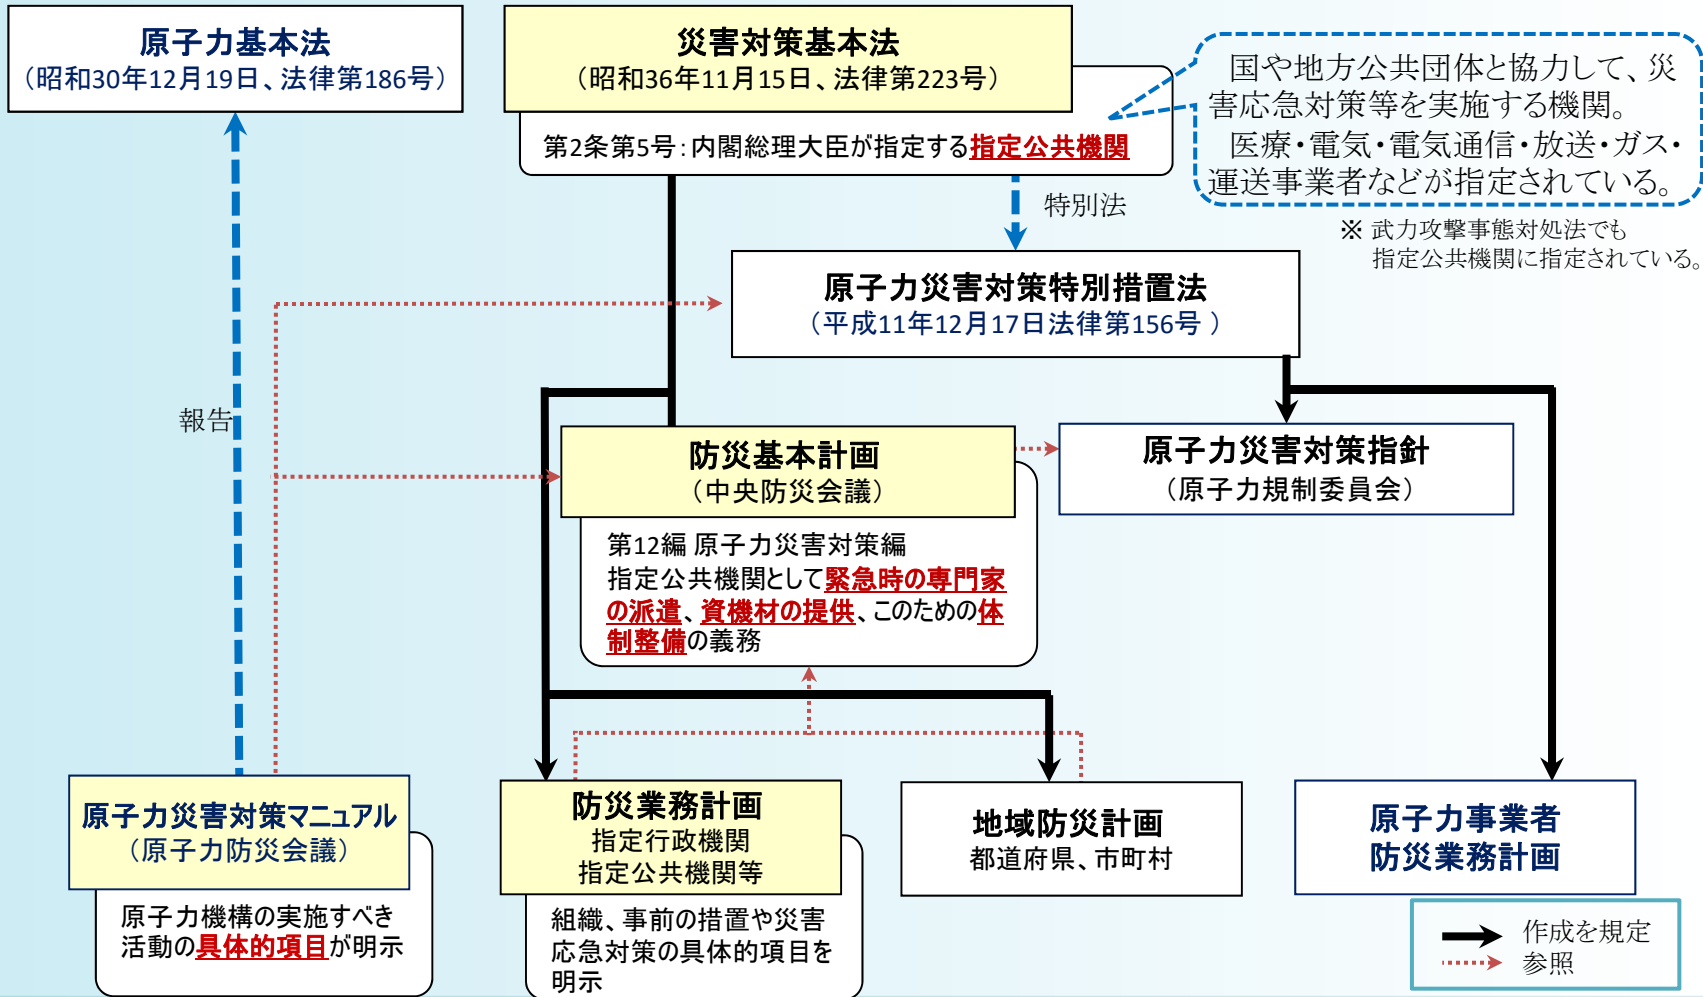 原子力基本法
（昭和30年12月19日、法律第186号）
災害対策基本法
（昭和36年11月15日、法律第223号）
第2条第5号：内閣総理大臣が指定する指定公共機関
国や地方公共団体と協力して、災
害応急対策等を実施する機関。
医療・電気・電気通信・放送・ガス・
運送事業者などが指定されている。
※ 武力攻撃事態対処法でも
指定公共機関に指定されている。
特別法
原子力災害対策特別措置法
（平成11年12月17日法律第156号 ）
報告
防災基本計画
（中央防災会議）
第12編 原子力災害対策編
指定公共機関として緊急時の専門家
の派遣、資機材の提供、このための体
制整備の義務
原子力災害対策指針
（原子力規制委員会）
原子力災害対策マニュアル
（原子力防災会議）
原子力機構の実施すべき
活動の具体的項目が明示
防災業務計画
指定行政機関
指定公共機関等
組織、事前の措置や災害
応急対策の具体的項目を
明示
地域防災計画
都道府県、市町村
原子力事業者
防災業務計画
作成を規定
参照